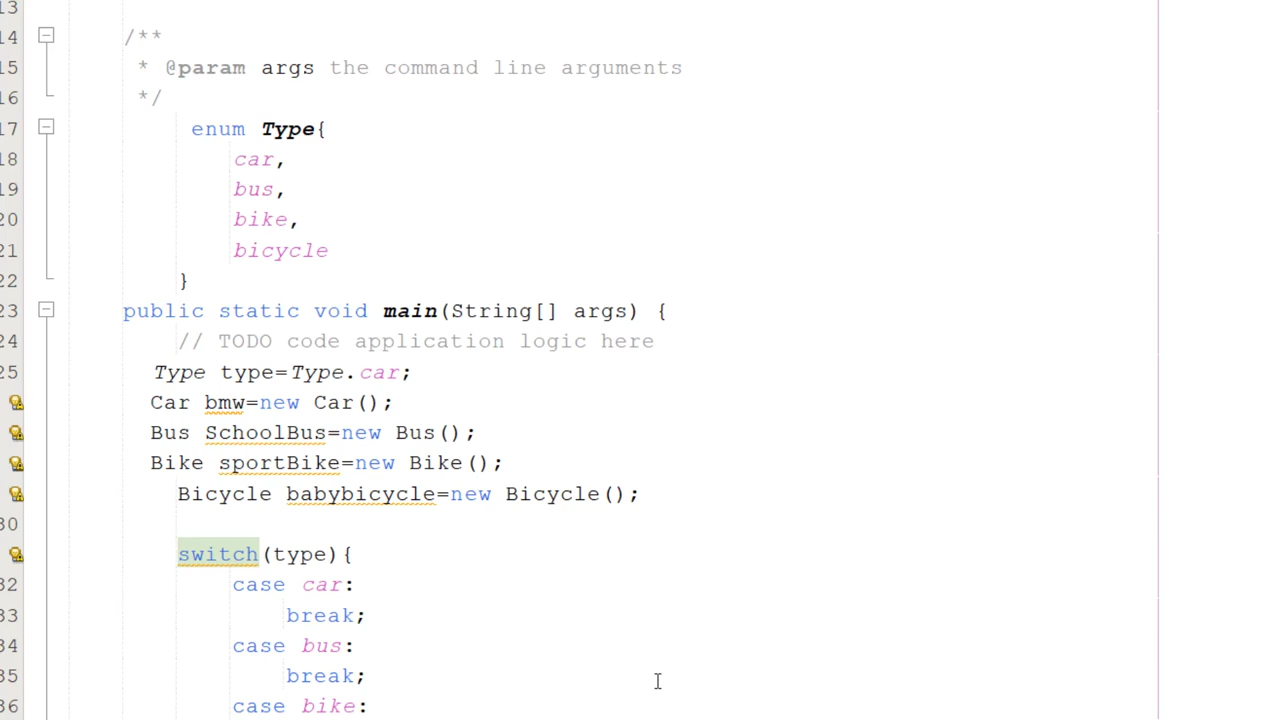 13
14 /**
15 * @param args the command line arguments
16 */
17 enum Type{
18 car,
19 bus,
20 bike,
21 bicycle
22 }
23 public static void main(String[] args) {
24 // TODO code application logic here
25 Type type=Type.car;
Car bmw=new Car();
Bus SchoolBus=new Bus();
Bike sportBike=new Bike();
Bicycle babybicycle=new Bicycle();
30
switch(type){
32 case car:
33 break;
34 case bus:
35 break;
36 case bike: